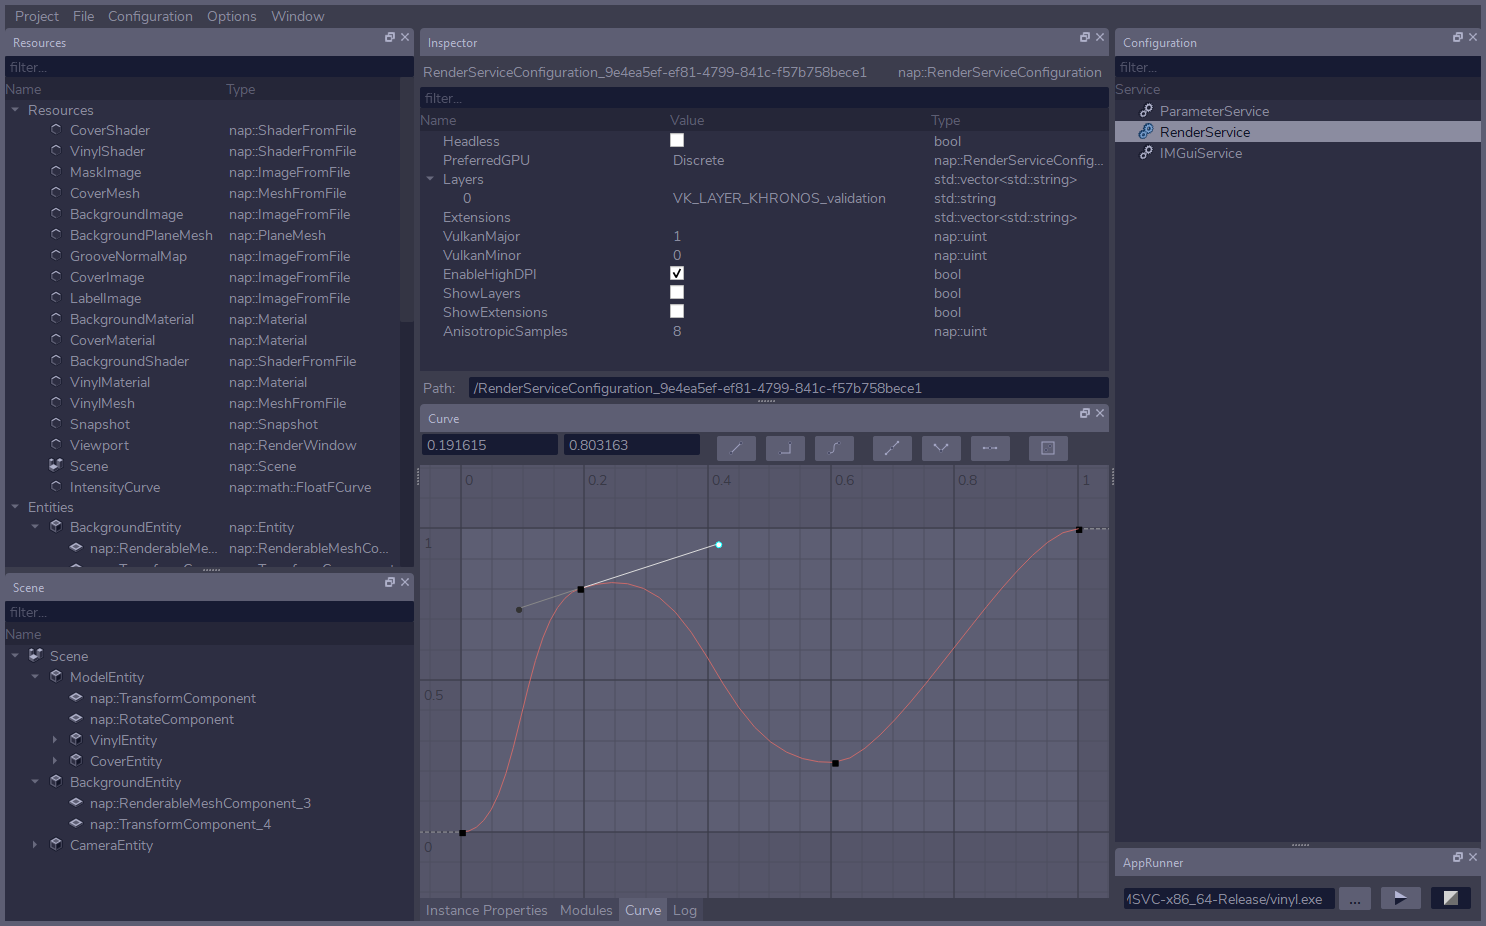 Project File Configuration Options Window
Resources
filter...
Name Type
Resources
CoverShader nap::ShaderFromFile
VinylShader nap::ShaderFromFile
MaskImage nap::ImageFromFile
CoverMesh nap::MeshFromFile
BackgroundImage nap::ImageFromFile
BackgroundPlaneMesh nap::PlaneMesh
GrooveNormalMap nap::ImageFromFile
CoverImage nap::ImageFromFile
LabelImage nap::ImageFromFile
BackgroundMaterial nap::Material
CoverMaterial nap::Material
BackgroundShader nap::ShaderFromFile
VinylMaterial nap::Material
VinylMesh nap::MeshFromFile
Snapshot nap::Snapshot
Viewport nap::RenderWindow
Scene nap::Scene
IntensityCurve nap::math::FloatFCurve
Entities
BackgroundEntity nap::Entity
nap::RenderableMe... nap::RenderableMeshCo...
Scene
filter...
Name
Scene
ModelEntity
nap::TransformComponent
nap::RotateComponent
VinylEntity
CoverEntity
BackgroundEntity
nap::RenderableMeshComponent_3
nap::TransformComponent_4
CameraEntity
Inspector
RenderServiceConfiguration_9e4ea5ef-ef81-4799-841c-f57b758bece1 nap::RenderServiceConfiguration
filter...
Name Value Type
Headless bool
PreferredGPU Discrete nap::RenderServiceConfig...
Layers std::vector<std::string>
0 VK_LAYER_KHRONOS_validation std::string
Extensions std::vector<std::string>
VulkanMajor 1 nap::uint
VulkanMinor 0 nap::uint
EnableHighDPI bool
ShowLayers bool
ShowExtensions bool
AnisotropicSamples 8 nap::uint
Path: /RenderServiceConfiguration_9e4ea5ef-ef81-4799-841c-f57b758bece1
Curve
0.191615 0.803163
0 0.2 0.4 0.6 0.8 1
1
0.5
0
Instance Properties Modules Curve Log
Configuration
filter...
Service
ParameterService
RenderService
IMGuiService
AppRunner
MSVC-x86_64-Release/vinyl.exe ...